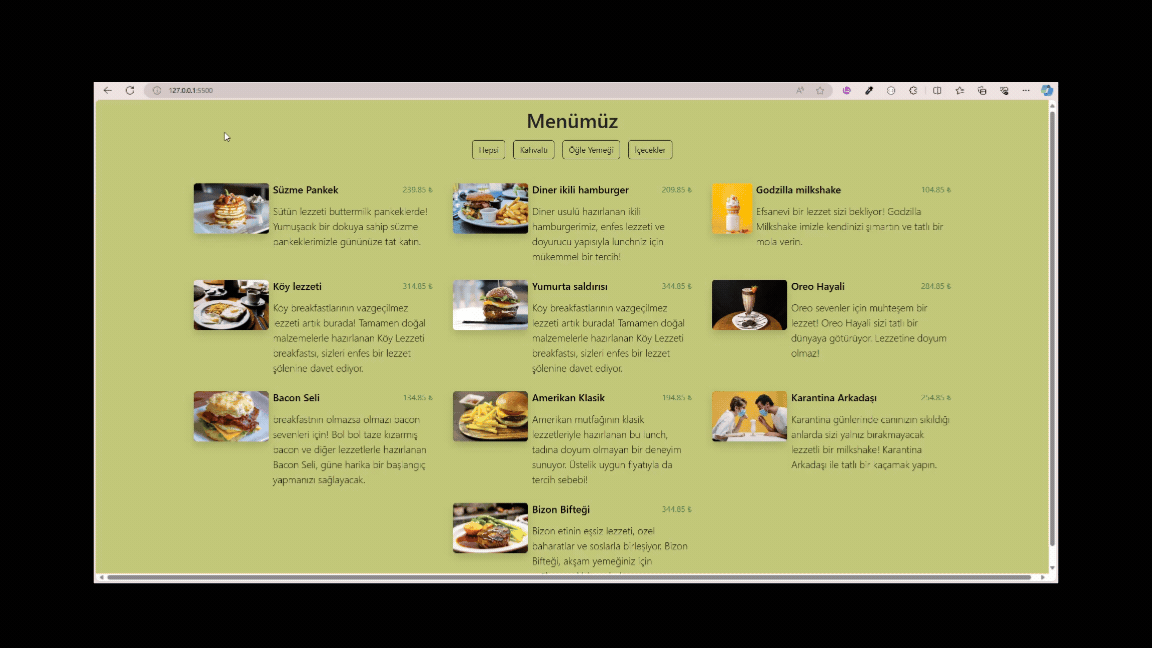 127.0.0.1:5500
Menümüz
Hepsi
Kahvaltı
Öğle Yemeği
İçecekler
Süzme Pankek
239.85 ₺
Sütün lezzeti buttermilk pankeklerde!
Yumuşacık bir dokuya sahip süzme
pankeklerimizle gününüze tat katın.
Diner ikili hamburger
209.85 ₺
Diner usulü hazırlanan ikili
hamburgerimiz, enfes lezzeti ve
doyurucu yapısıyla lunchniz için
mükemmel bir tercih!
Godzilla milkshake
104.85 ₺
Efsanevi bir lezzet sizi bekliyor! Godzilla
Milkshake imizle kendinizi şımartın ve tatlı bir
mola verin.
Köy lezzeti
314.85 ₺
Köy breakfastlarının vazgeçilmez
lezzeti artık burada! Tamamen doğal
malzemelerle hazırlanan Köy Lezzeti
breakfastsı, sizleri enfes bir lezzet
şölenine davet ediyor.
Yumurta saldırısı
344.85 ₺
Köy breakfastlarının vazgeçilmez
lezzeti artık burada! Tamamen doğal
malzemelerle hazırlanan Köy Lezzeti
breakfastsı, sizleri enfes bir lezzet
şölenine davet ediyor.
Oreo Hayali
284.85 ₺
Oreo sevenler için muhteşem bir
lezzet! Oreo Hayali sizi tatlı bir
dünyaya götürüyor. Lezzetine doyum
olmaz!
Bacon Seli
134.85 ₺
breakfastnin olmazsa olmazı bacon
sevenleri için! Bol bol taze kızarmış
bacon ve diğer lezzetlerle hazırlanan
Bacon Seli, güne harika bir başlangıç
yapmanızı sağlayacak.
Amerikan Klasik
194.85 ₺
Amerikan mutfağının klasik
lezzetleriyle hazırlanan bu lunch,
tadına doyum olmayan bir deneyim
sunuyor. Üstelik uygun fiyatıyla da
tercih sebebi!
Karantina Arkadaşı
254.85 ₺
Karantina günlerinde canınızın sıkıldığı
anlarda sizi yalnız bırakmayacak
lezzetli bir milkshake! Karantina
Arkadaşı ile tatlı bir kaçamak yapın.
Bizon Bifteği
344.85 ₺
Bizon etinin eşsiz lezzeti, özel
baharatlar ve soslarla birleşiyor. Bizon
Bifteği, akşam yemeğiniz için